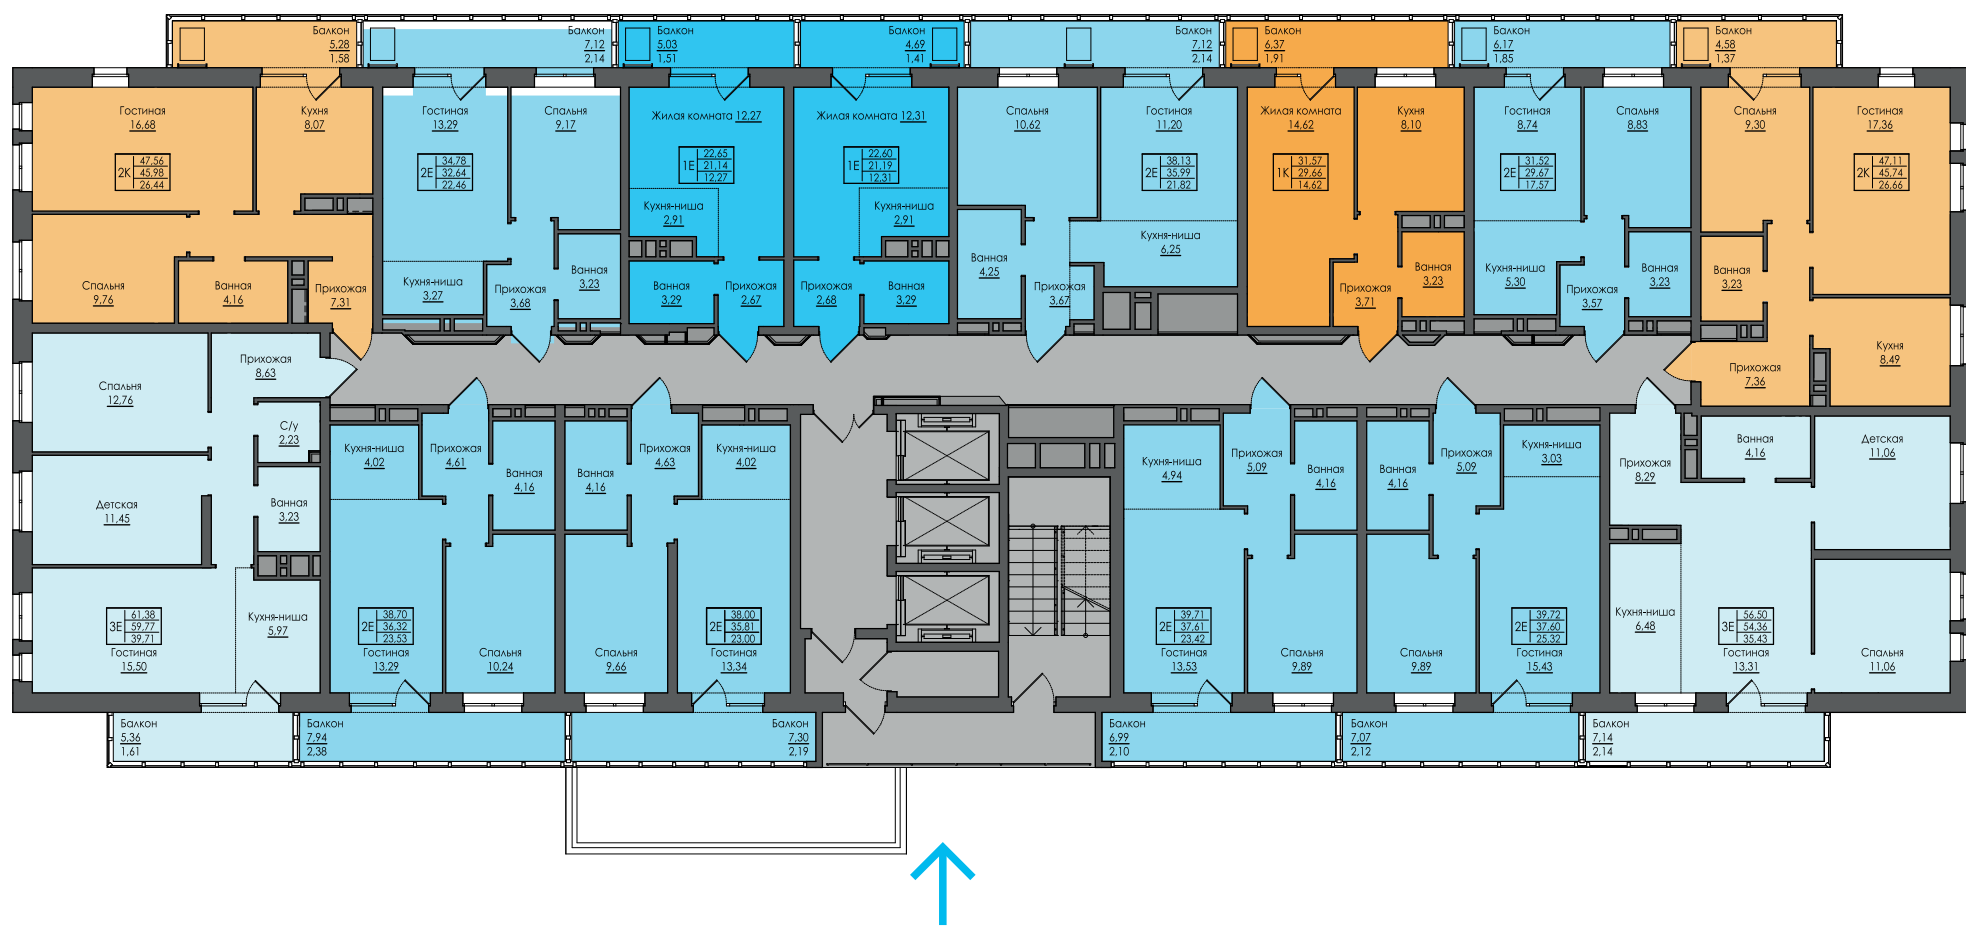 Балкон
5,28
1,58
Балкон
7,12
2,14
Балкон
5,03
1,51
Балкон
4,69
1,41
Балкон
7,12
2,14
Балкон
6,37
1,91
Балкон
6,17
1,85
Балкон
4,58
1,37
Гостиная
16,68
2К
47,56
45,98
26,44
Кухня
8,07
Спальня
9,76
Ванная
4,16
Прихожая
7,31
Гостиная
13,29
2Е
34,78
32,64
22,46
Спальня
9,17
Кухня-ниша
3,27
Прихожая
3,68
Ванная
3,23
Жилая комната 12,27
1Е
22,65
21,14
12,27
Кухня-ниша
2,91
Ванная
3,29
Прихожая
2,67
Жилая комната 12,31
1Е
22,60
21,19
12,31
Кухня-ниша
2,91
Прихожая
2,68
Ванная
3,29
Спальня
10,62
Гостиная
11,20
2Е
38,13
35,99
21,82
Ванная
4,25
Кухня-ниша
6,25
Прихожая
3,67
Жилая комната
14,62
1К
31,57
29,66
14,62
Кухня
8,10
Прихожая
3,71
Ванная
3,23
Гостиная
8,74
2Е
31,52
29,67
17,57
Спальня
8,83
Кухня-ниша
5,30
Прихожая
3,57
Ванная
3,23
Спальня
9,30
Гостиная
17,36
2К
47,11
45,74
26,66
Ванная
3,23
Прихожая
7,36
Кухня
8,49
Спальня
12,76
Прихожая
8,63
С/у
2,23
Детская
11,45
Ванная
3,23
3Е
61,38
59,77
39,71
Гостиная
15,50
Кухня-ниша
5,97
Кухня-ниша
4,02
Прихожая
4,61
Ванная
4,16
2Е
38,70
36,32
23,53
Гостиная
13,29
Спальня
10,24
Ванная
4,16
Прихожая
4,63
Кухня-ниша
4,02
Спальня
9,66
2Е
38,00
35,81
23,00
Гостиная
13,34
Кухня-ниша
4,94
Прихожая
5,09
Ванная
4,16
2Е
39,71
37,61
23,42
Гостиная
13,53
Спальня
9,89
Ванная
4,16
Прихожая
5,09
Кухня-ниша
3,03
Спальня
9,89
2Е
39,72
37,60
25,32
Гостиная
15,43
Прихожая
8,29
Ванная
4,16
Детская
11,06
Кухня-ниша
6,48
3Е
56,50
54,36
35,43
Гостиная
13,31
Спальня
11,06
Балкон
5,36
1,61
Балкон
7,94
2,38
Балкон
7,30
2,19
Балкон
6,99
2,10
Балкон
7,07
2,12
Балкон
7,14
2,14